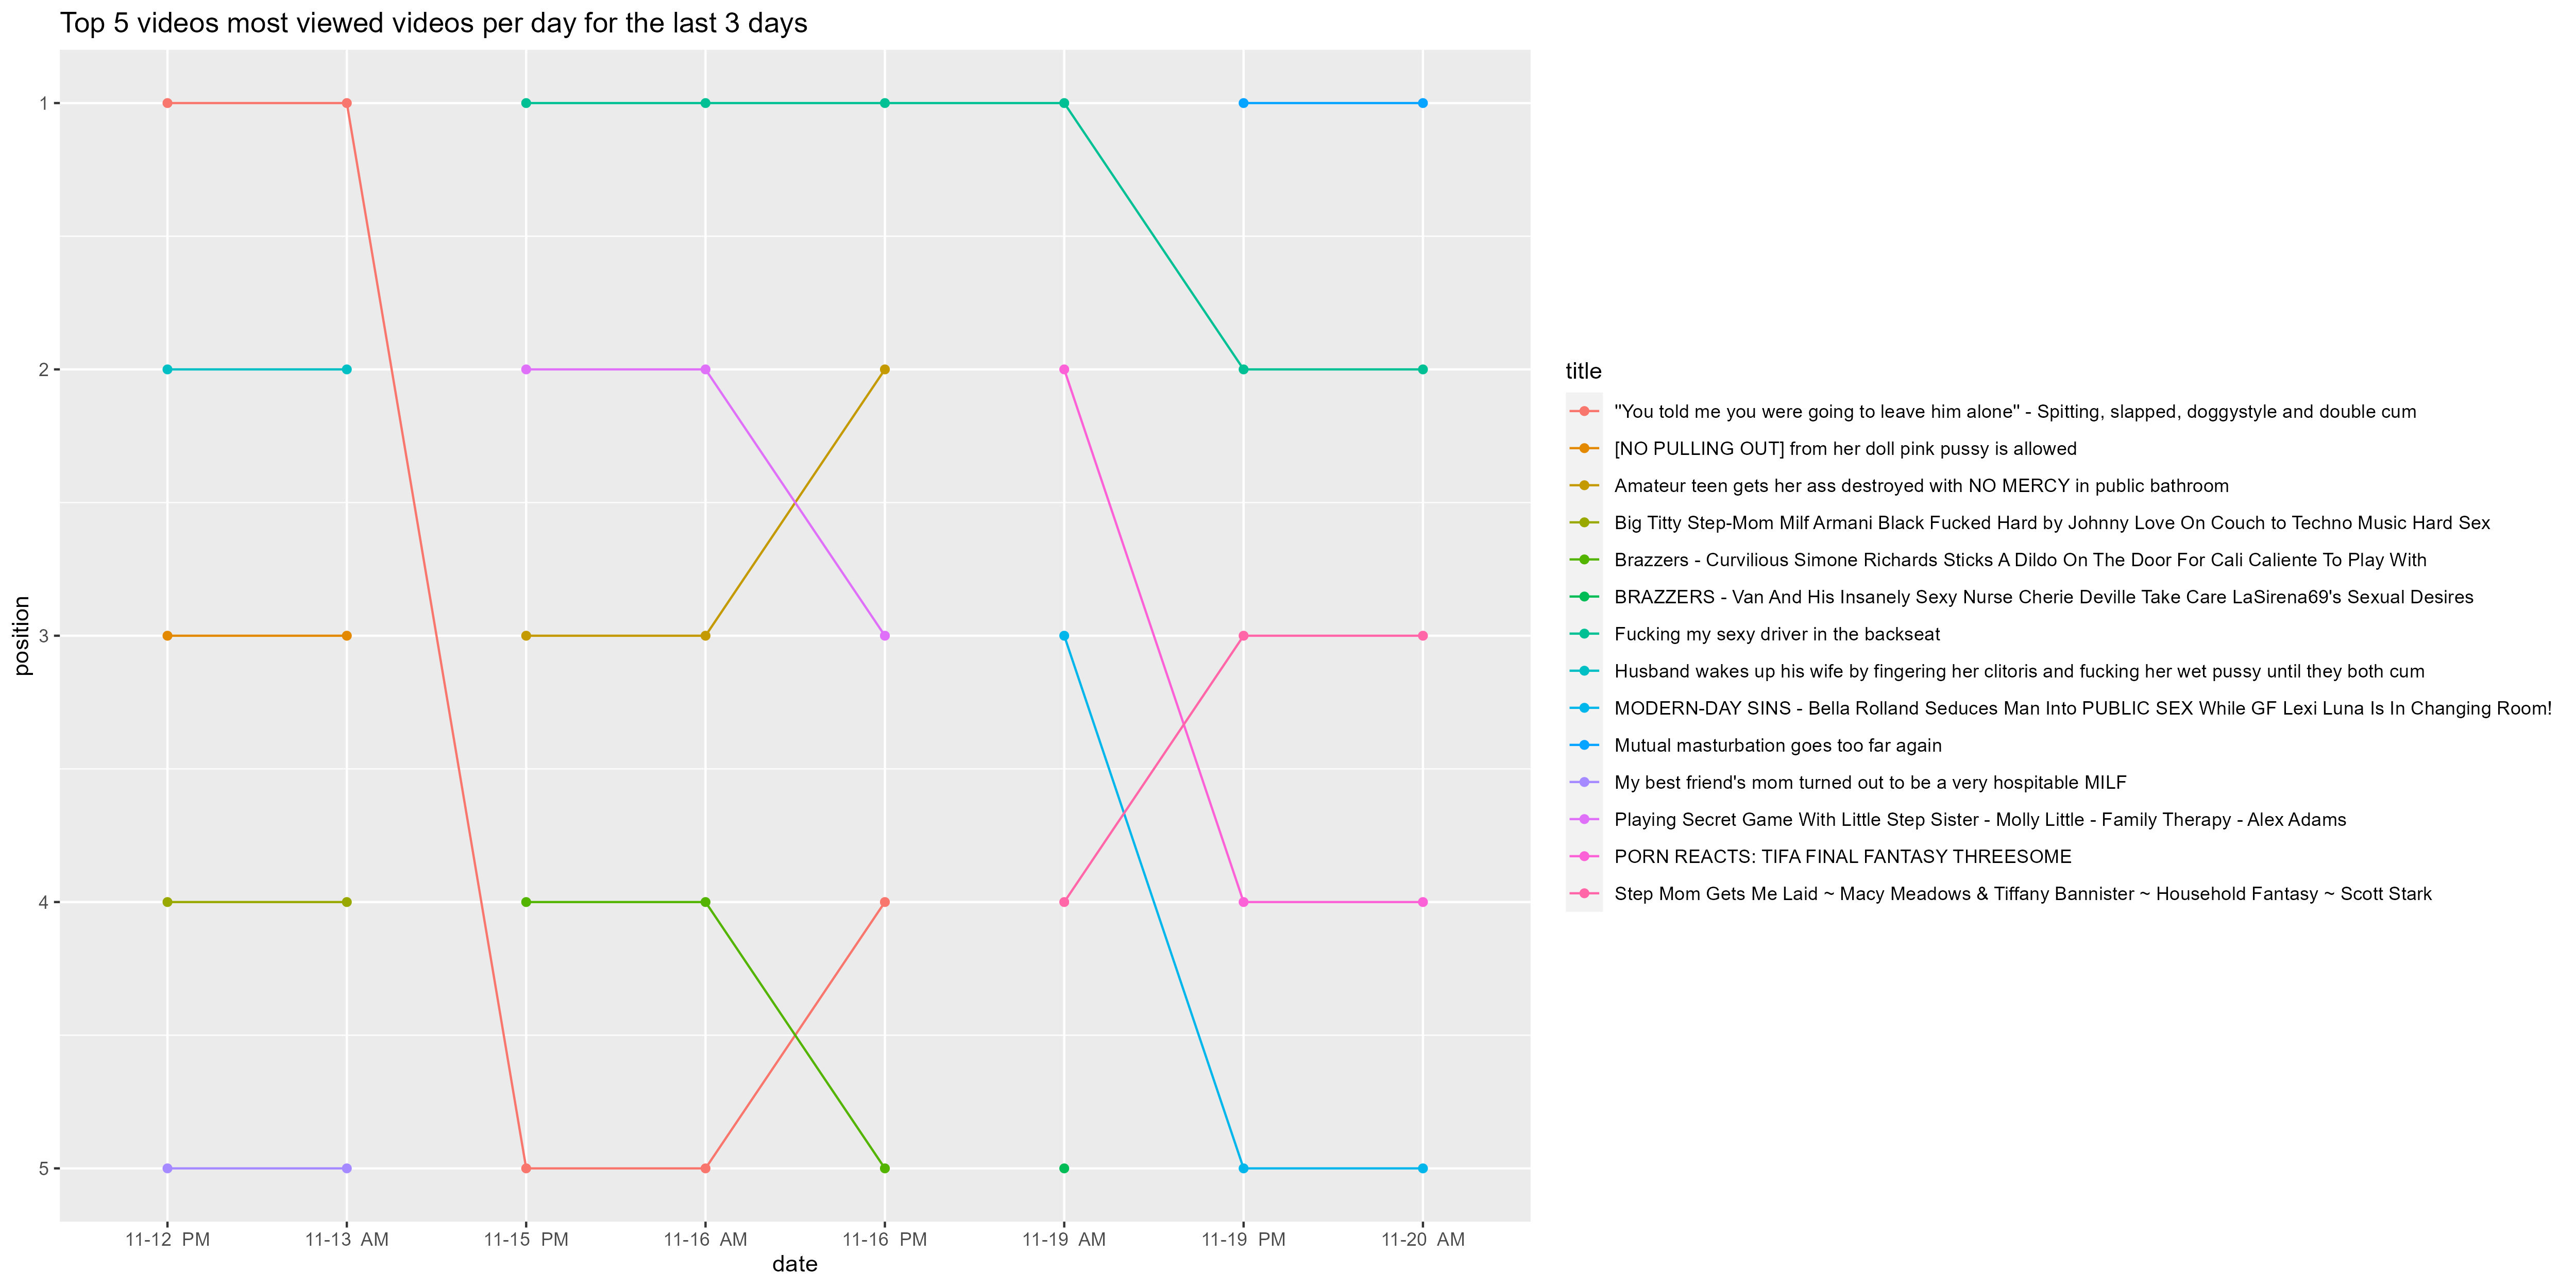 Top 5 videos most viewed videos per day for the last 3 days
position
1
2
3
4
5
11-12 PM
11-13 AM
11-15 PM
11-16 AM
11-16 PM
11-19 AM
11-19 PM
11-20 AM
date
title
"You told me you were going to leave him alone" - Spitting, slapped, doggystyle and double cum
[NO PULLING OUT] from her doll pink pussy is allowed
Amateur teen gets her ass destroyed with NO MERCY in public bathroom
Big Titty Step-Mom Milf Armani Black Fucked Hard by Johnny Love On Couch to Techno Music Hard Sex
Brazzers - Curvilious Simone Richards Sticks A Dildo On The Door For Cali Caliente To Play With
BRAZZERS - Van And His Insanely Sexy Nurse Cherie Deville Take Care LaSirena69's Sexual Desires
Fucking my sexy driver in the backseat
Husband wakes up his wife by fingering her clitoris and fucking her wet pussy until they both cum
MODERN-DAY SINS - Bella Rolland Seduces Man Into PUBLIC SEX While GF Lexi Luna Is In Changing Room!
Mutual masturbation goes too far again
My best friend's mom turned out to be a very hospitable MILF
Playing Secret Game With Little Step Sister - Molly Little - Family Therapy - Alex Adams
PORN REACTS: TIFA FINAL FANTASY THREESOME
Step Mom Gets Me Laid ~ Macy Meadows & Tiffany Bannister ~ Household Fantasy ~ Scott Stark